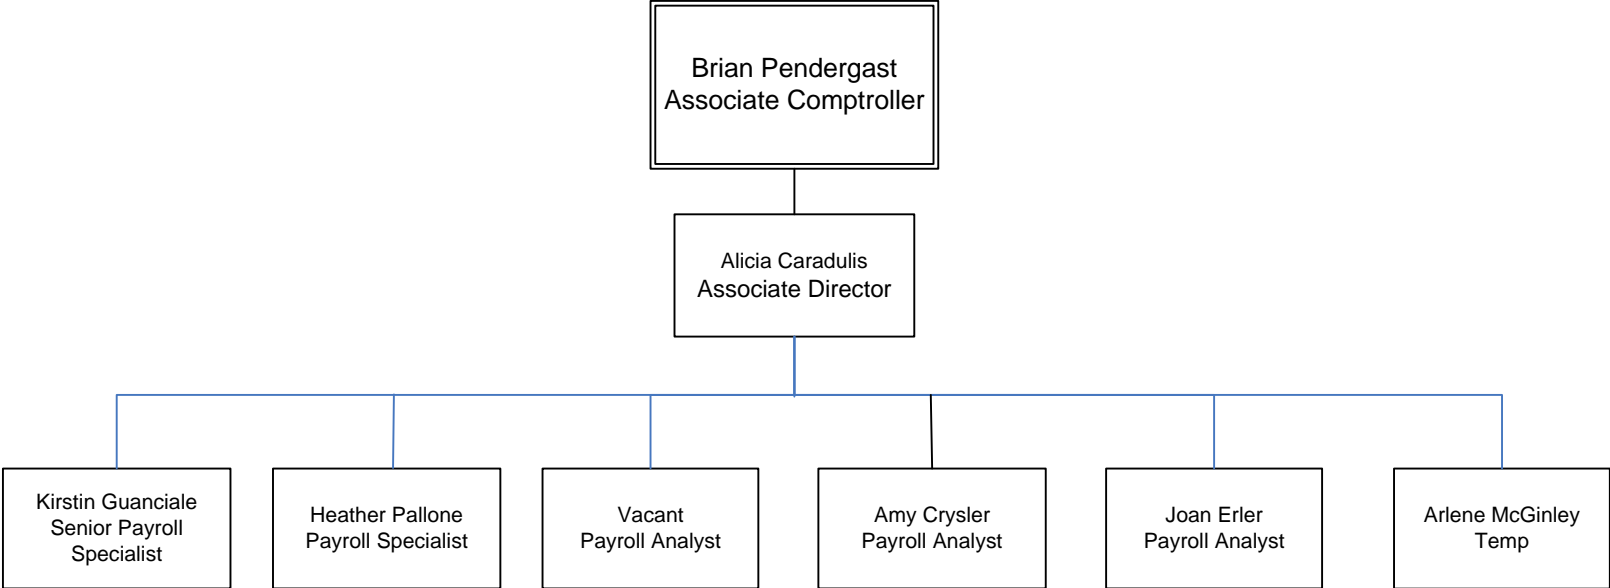 Brian Pendergast
Associate Comptroller
Alicia Caradulis
Associate Director
Kirstin Guanciale
Senior Payroll
Specialist
Heather Pallone
Payroll Specialist
Vacant
Payroll Analyst
Amy Crysler
Payroll Analyst
Joan Erler
Payroll Analyst
Arlene McGinley
Temp